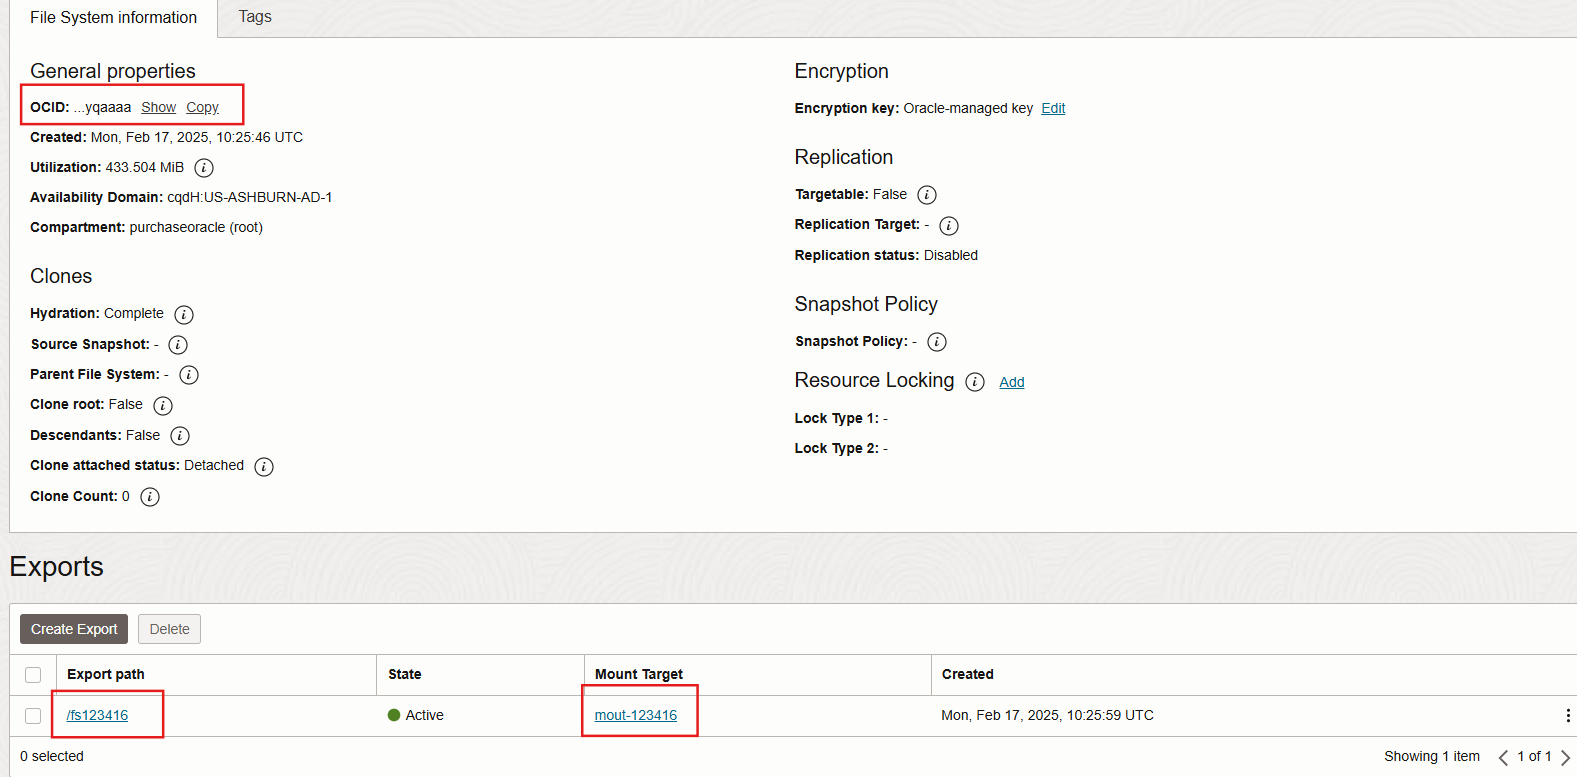 File System information
Tags
General properties
OCID: ...yqaaaa Show Copy
Created: Mon, Feb 17, 2025, 10:25:46 UTC
Utilization: 433.504 MiB
Availability Domain: cqdH:US-ASHBURN-AD-1
Compartment: purchaseoracle (root)
Clones
Hydration: Complete
Source Snapshot: -
Parent File System: -
Clone root: False
Descendants: False
Clone attached status: Detached
Clone Count: 0
Encryption
Encryption key: Oracle-managed key Edit
Replication
Targetable: False
Replication Target: -
Replication status: Disabled
Snapshot Policy
Snapshot Policy: -
Resource Locking Add
Lock Type 1: -
Lock Type 2: -
Exports
Create Export Delete
Export path State Mount Target Created
/fs123416 Active mout-123416 Mon, Feb 17, 2025, 10:25:59 UTC
0 selected Showing 1 item 1 of 1